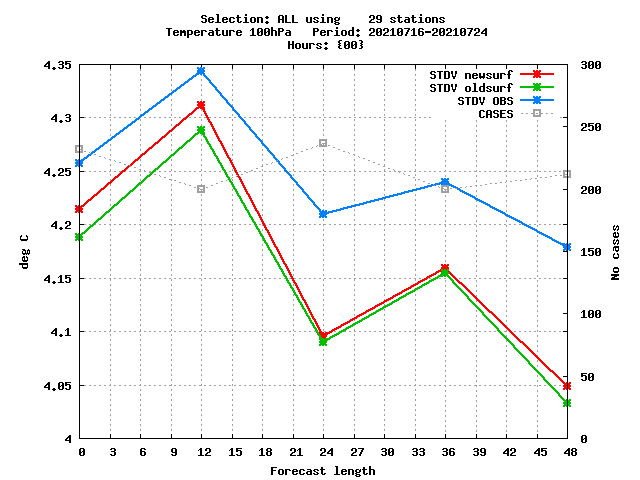 Selection: ALL using    29 stations
Temperature 100hPa   Period: 20210716-20210724
Hours: {00}
4.35
4.3
4.25
4.2
4.15
4.1
4.05
4
deg C
STDV newsurf
STDV oldsurf
STDV OBS
CASES
300
250
200
150
100
50
0
No cases
0 3 6 9 12 15 18 21 24 27 30 33 36 39 42 45 48
Forecast length